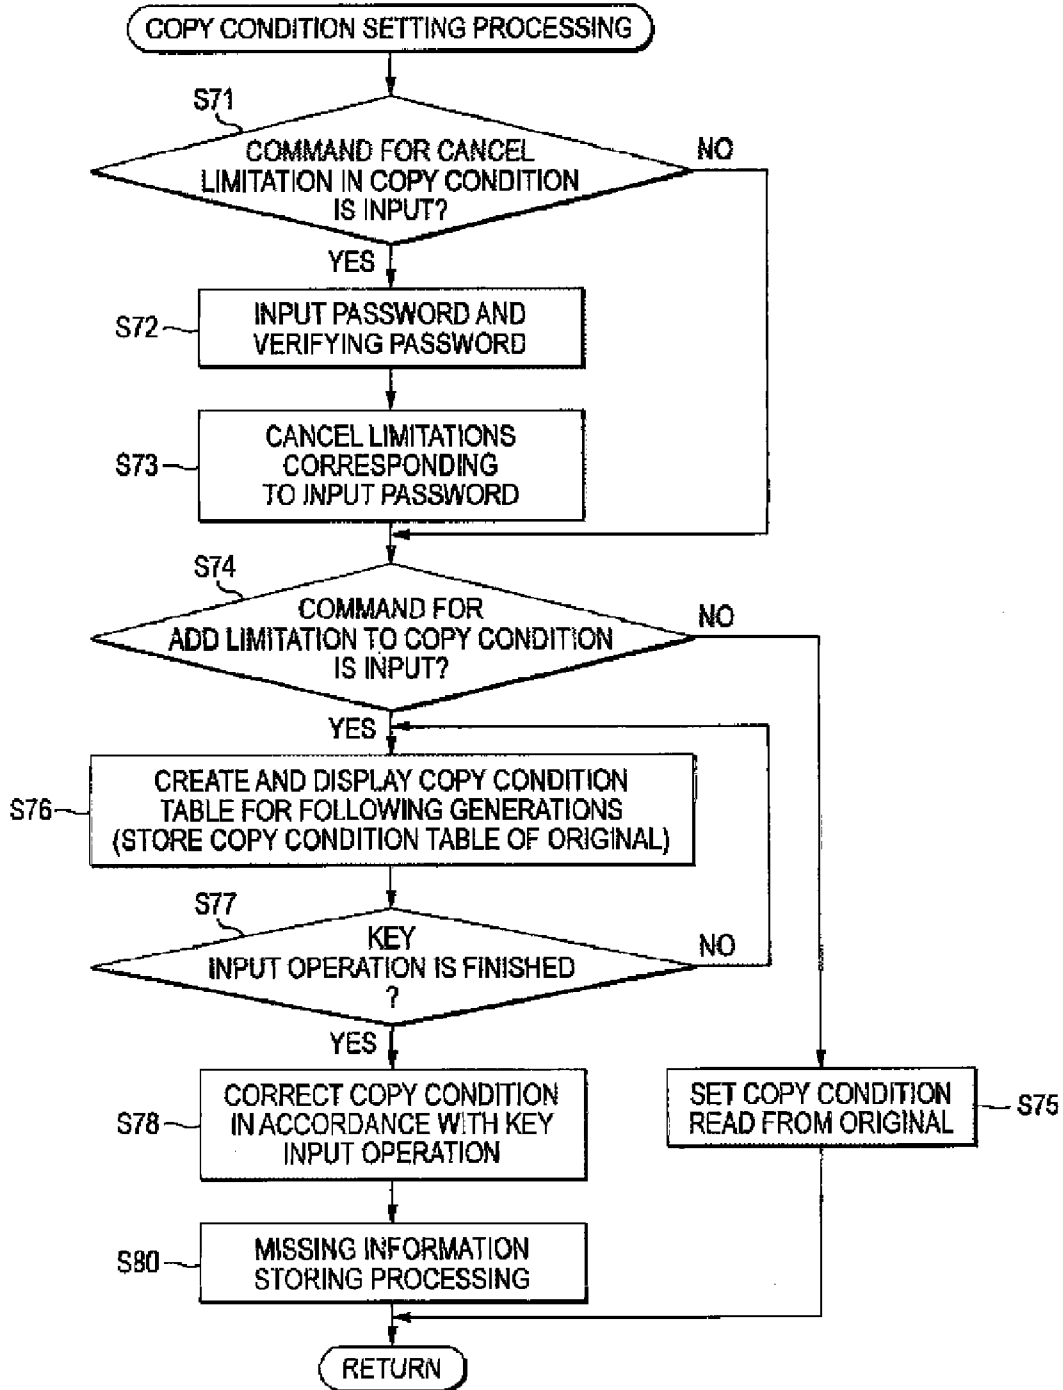 COPY CONDITION SETTING PROCESSING
S71
COMMAND FOR CANCEL
LIMITATION IN COPY CONDITION
IS INPUT?
NO
YES
S72
INPUT PASSWORD AND
VERIFYING PASSWORD
S73
CANCEL LIMITATIONS
CORRESPONDING
TO INPUT PASSWORD
S74
COMMAND FOR
ADD LIMITATION TO COPY CONDITION
IS INPUT?
NO
YES
S76
CREATE AND DISPLAY COPY CONDITION
TABLE FOR FOLLOWING GENERATIONS
(STORE COPY CONDITION TABLE OF ORIGINAL)
S77
KEY
INPUT OPERATION IS FINISHED
?
NO
YES
S78
CORRECT COPY CONDITION
IN ACCORDANCE WITH KEY
INPUT OPERATION
SET COPY CONDITION
READ FROM ORIGINAL
S75
S80
MISSING INFORMATION
STORING PROCESSING
RETURN